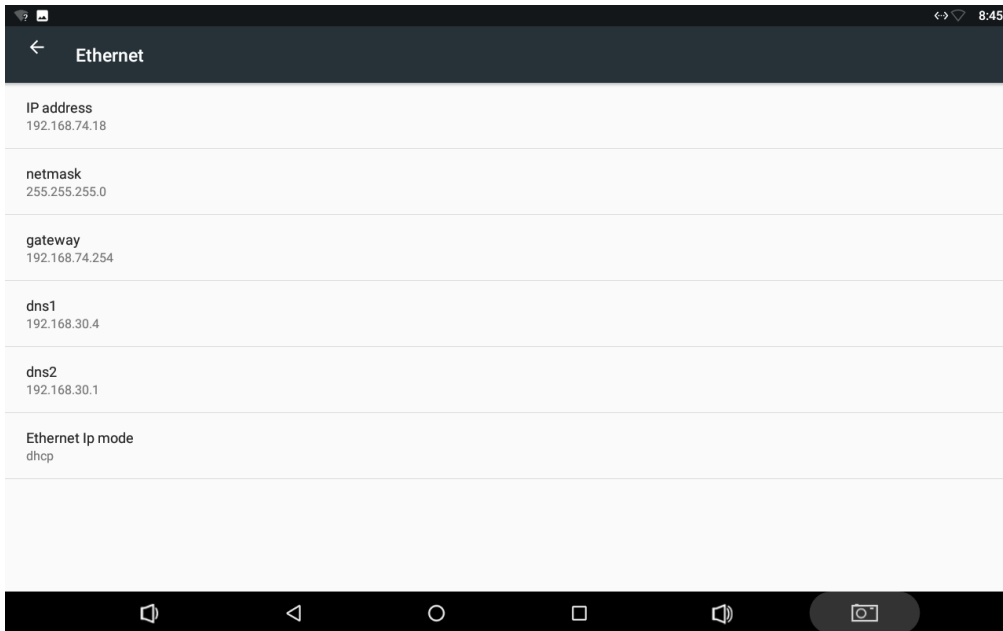 8:45
Ethernet
IP address
192.168.74.18
netmask
255.255.255.0
gateway
192.168.74.254
dns1
192.168.30.4
dns2
192.168.30.1
Ethernet Ip mode
dhcp